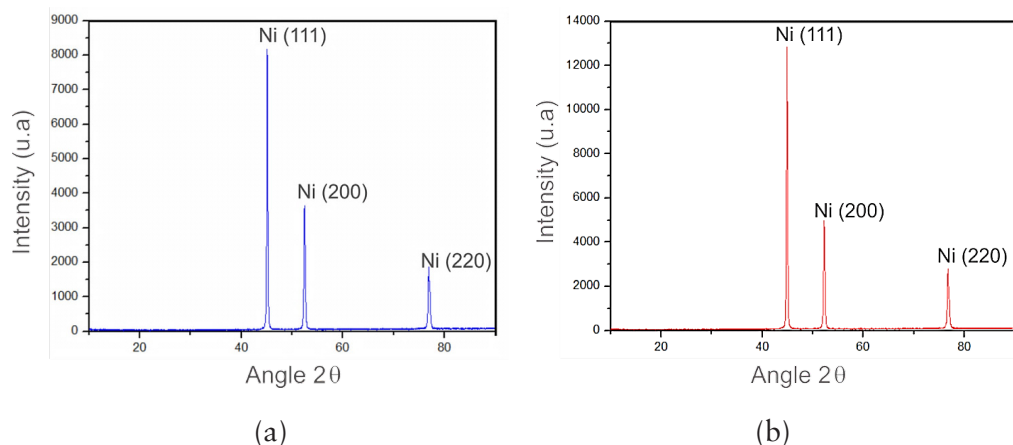 9000
8000
7000
6000
5000
4000
3000
2000
1000
0
20
40
60
80
Intensity (u.a)
Angle 2θ
Ni (111)
Ni (200)
Ni (220)
(a)
14000
12000
10000
8000
6000
4000
2000
0
20
40
60
80
Intensity (u.a)
Angle 2θ
Ni (111)
Ni (200)
Ni (220)
(b)